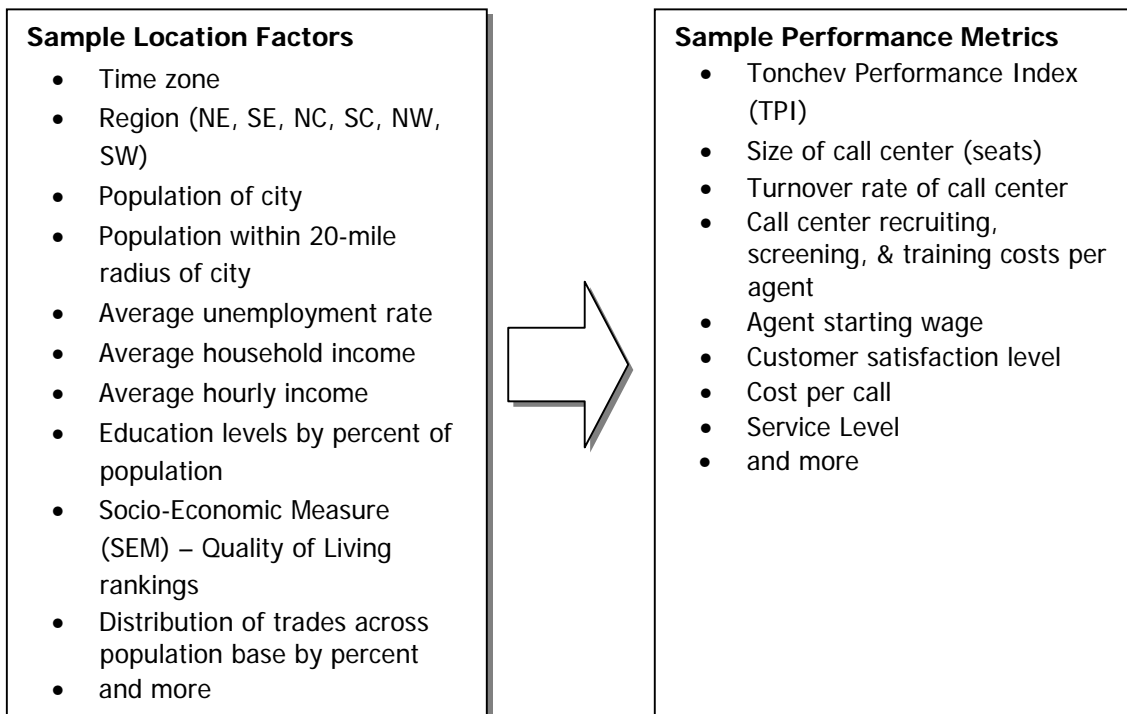 Sample Location Factors
• Time zone
• Region (NE, SE, NC, SC, NW,
SW)
• Population of city
• Population within 20-mile
radius of city
• Average unemployment rate
• Average household income
• Average hourly income
• Education levels by percent of
population
• Socio-Economic Measure
(SEM) – Quality of Living
rankings
• Distribution of trades across
population base by percent
• and more
Sample Performance Metrics
• Tonchev Performance Index
(TPI)
• Size of call center (seats)
• Turnover rate of call center
• Call center recruiting,
screening, & training costs per
agent
• Agent starting wage
• Customer satisfaction level
• Cost per call
• Service Level
• and more